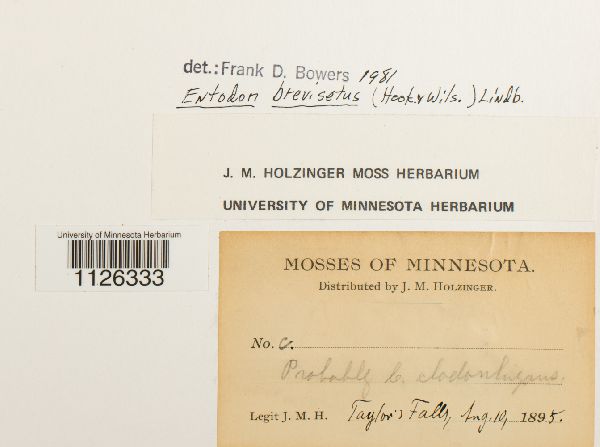 det.: Frank D. Bowers 1981
Entodon brevisetus (Hook. & Wils.) Lindb.
J. M. HOLZINGER MOSS HERBARIUM
UNIVERSITY OF MINNESOTA HERBARIUM
University of Minnesota Herbarium
1126333
MOSSES OF MINNESOTA.
Distributed by J. M. HOLZINGER.
No. c.
Probably C.
Legit J. M. H. Taylor's Falls, Aug. 10, 1895.